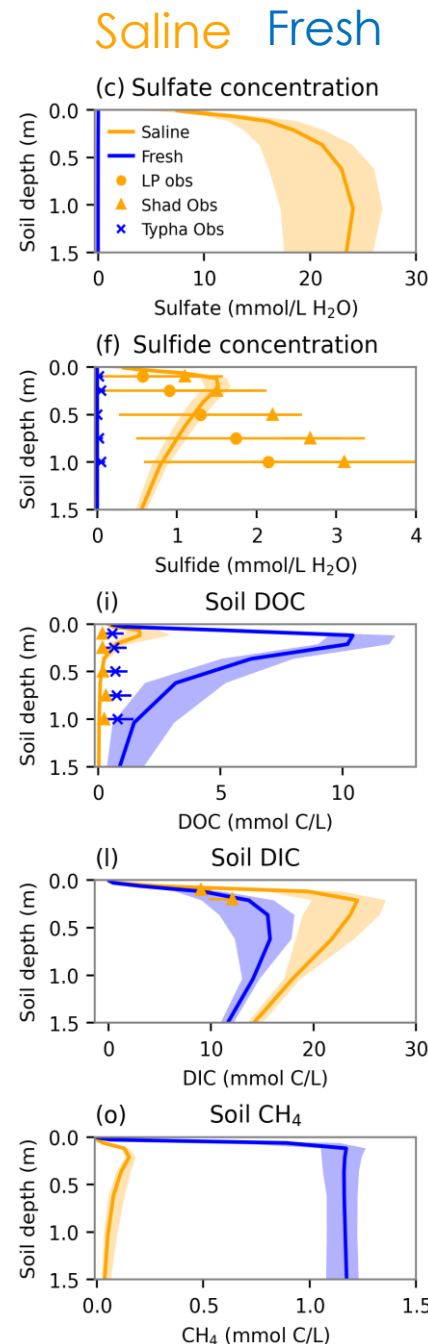 Saline Fresh
(c) Sulfate concentration
0.0
0.5
1.0
1.5
Soil depth (m)
Saline
Fresh
LP obs
Shad Obs
Typha Obs
0 10 20 30
Sulfate (mmol/L H₂O)
(f) Sulfide concentration
0.0
0.5
1.0
1.5
Soil depth (m)
0 1 2 3 4
Sulfide (mmol/L H₂O)
(i) Soil DOC
0.0
0.5
1.0
1.5
Soil depth (m)
0 5 10
DOC (mmol C/L)
(l) Soil DIC
0.0
0.5
1.0
1.5
Soil depth (m)
0 10 20 30
DIC (mmol C/L)
(o) Soil CH₄
0.0
0.5
1.0
1.5
Soil depth (m)
0.0 0.5 1.0 1.5
CH₄ (mmol C/L)